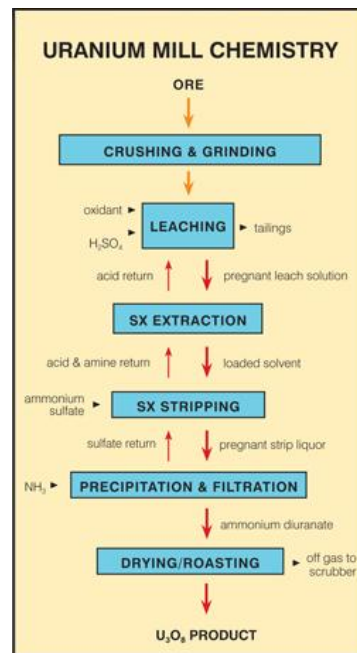 URANIUM MILL CHEMISTRY
ORE
CRUSHING & GRINDING
oxidant
H₂SO₄
LEACHING
tailings
acid return
pregnant leach solution
SX EXTRACTION
acid & amine return
loaded solvent
ammonium
sulfate
SX STRIPPING
sulfate return
pregnant strip liquor
NH₃
PRECIPITATION & FILTRATION
ammonium diuranate
DRYING/ROASTING
off gas to
scrubber
U₃O₈ PRODUCT